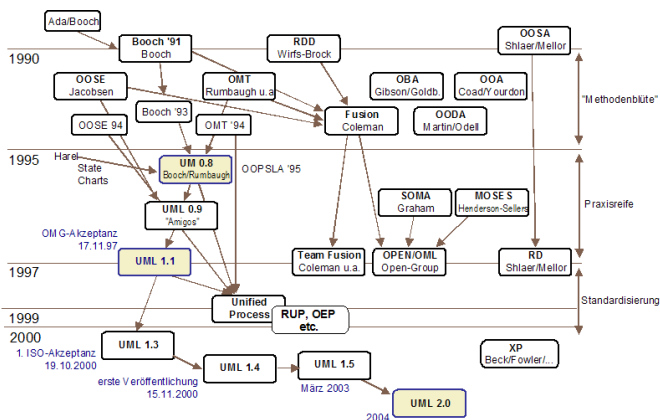 Ada/Booch
Booch '91
Booch
RDD
Wirfs-Brock
OOSA
Shlaer/Mellor
1990
OOSE
Jacobsen
OMT
Rumbaugh u.a.
OBA
Gibson/Goldb.
OOA
Coad/Yourdon
"Methodenblüte"
Booch '93
Fusion
Coleman
OODA
Martin/Odell
OOSE 94
OMT '94
1995
Harel
State
Charts
UM 0.8
Booch/Rumbaugh
OOPSLA '95
SOMA
Graham
MOSES
Henderson-Sellers
Praxisreife
UML 0.9
"Amigos"
OMG-Akzeptanz
17.11.97
UML 1.1
Team Fusion
Coleman u.a.
OPEN/OML
Open-Group
RD
Shlaer/Mellor
1997
Unified
Process
RUP, OEP
etc.
Standardisierung
1999
2000
1. ISO-Akzeptanz
19.10.2000
UML 1.3
XP
Beck/Fowler/...
UML 1.4
UML 1.5
erste Veröffentlichung
15.11.2000
März 2003
UML 2.0
2004